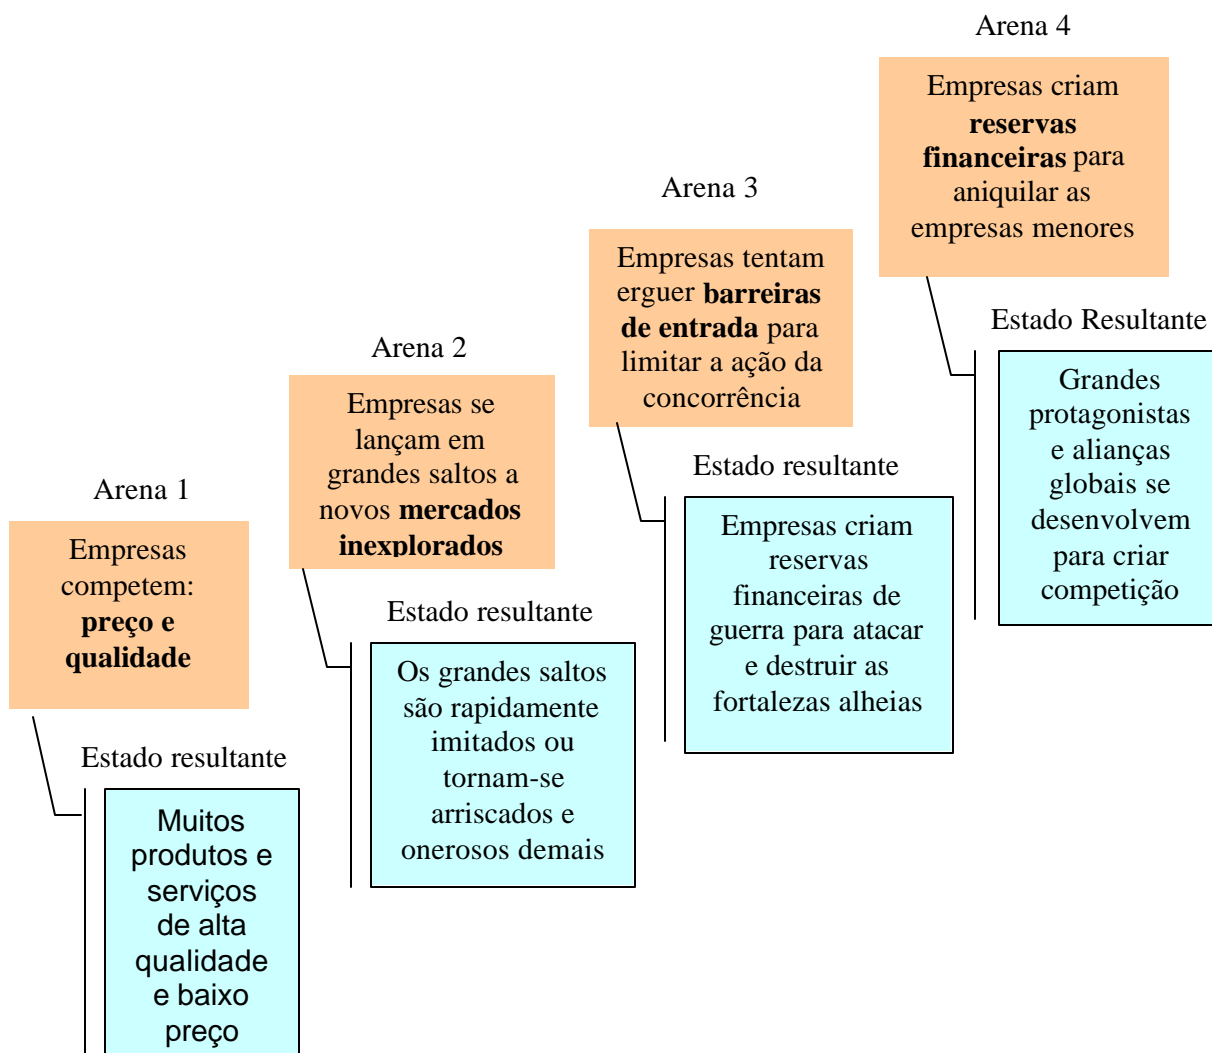 Arena 1
Empresas
competem:
preço e
qualidade
Estado resultante
Muitos
produtos e
serviços
de alta
qualidade
e baixo
preço
Arena 2
Empresas se
lançam em
grandes saltos a
novos mercados
inexplorados
Estado resultante
Os grandes saltos
são rapidamente
imitados ou
tornam-se
arriscados e
onerosos demais
Arena 3
Empresas tentam
erguer barreiras
de entrada para
limitar a ação da
concorrência
Estado resultante
Empresas criam
reservas
financeiras de
guerra para atacar
e destruir as
fortalezas alheias
Arena 4
Empresas criam
reservas
financeiras para
aniquilar as
empresas menores
Estado Resultante
Grandes
protagonistas
e alianças
globais se
desenvolvem
para criar
competição